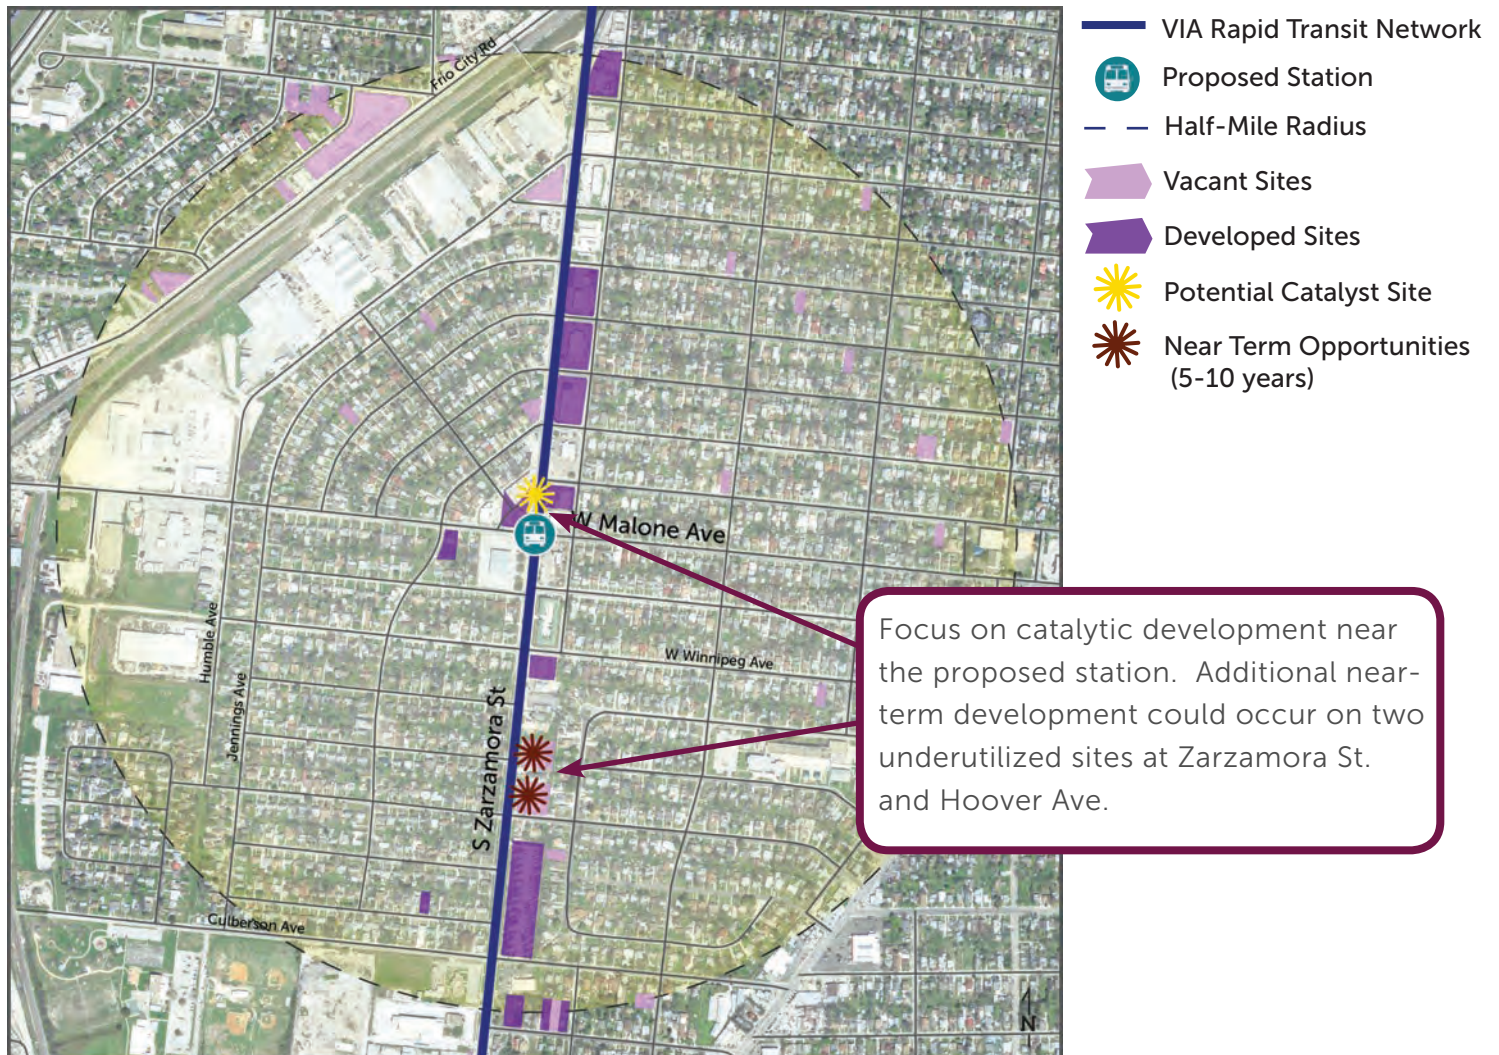 VIA Rapid Transit Network
Proposed Station
Half-Mile Radius
Vacant Sites
Developed Sites
Potential Catalyst Site
Near Term Opportunities
(5-10 years)
Frio City Rd
W Malone Ave
Humble Ave
Jennings Ave
W Winnipeg Ave
S Zarzamora St
Culberson Ave
Focus on catalytic development near
the proposed station.  Additional near-
term development could occur on two
underutilized sites at Zarzamora St.
and Hoover Ave.
N